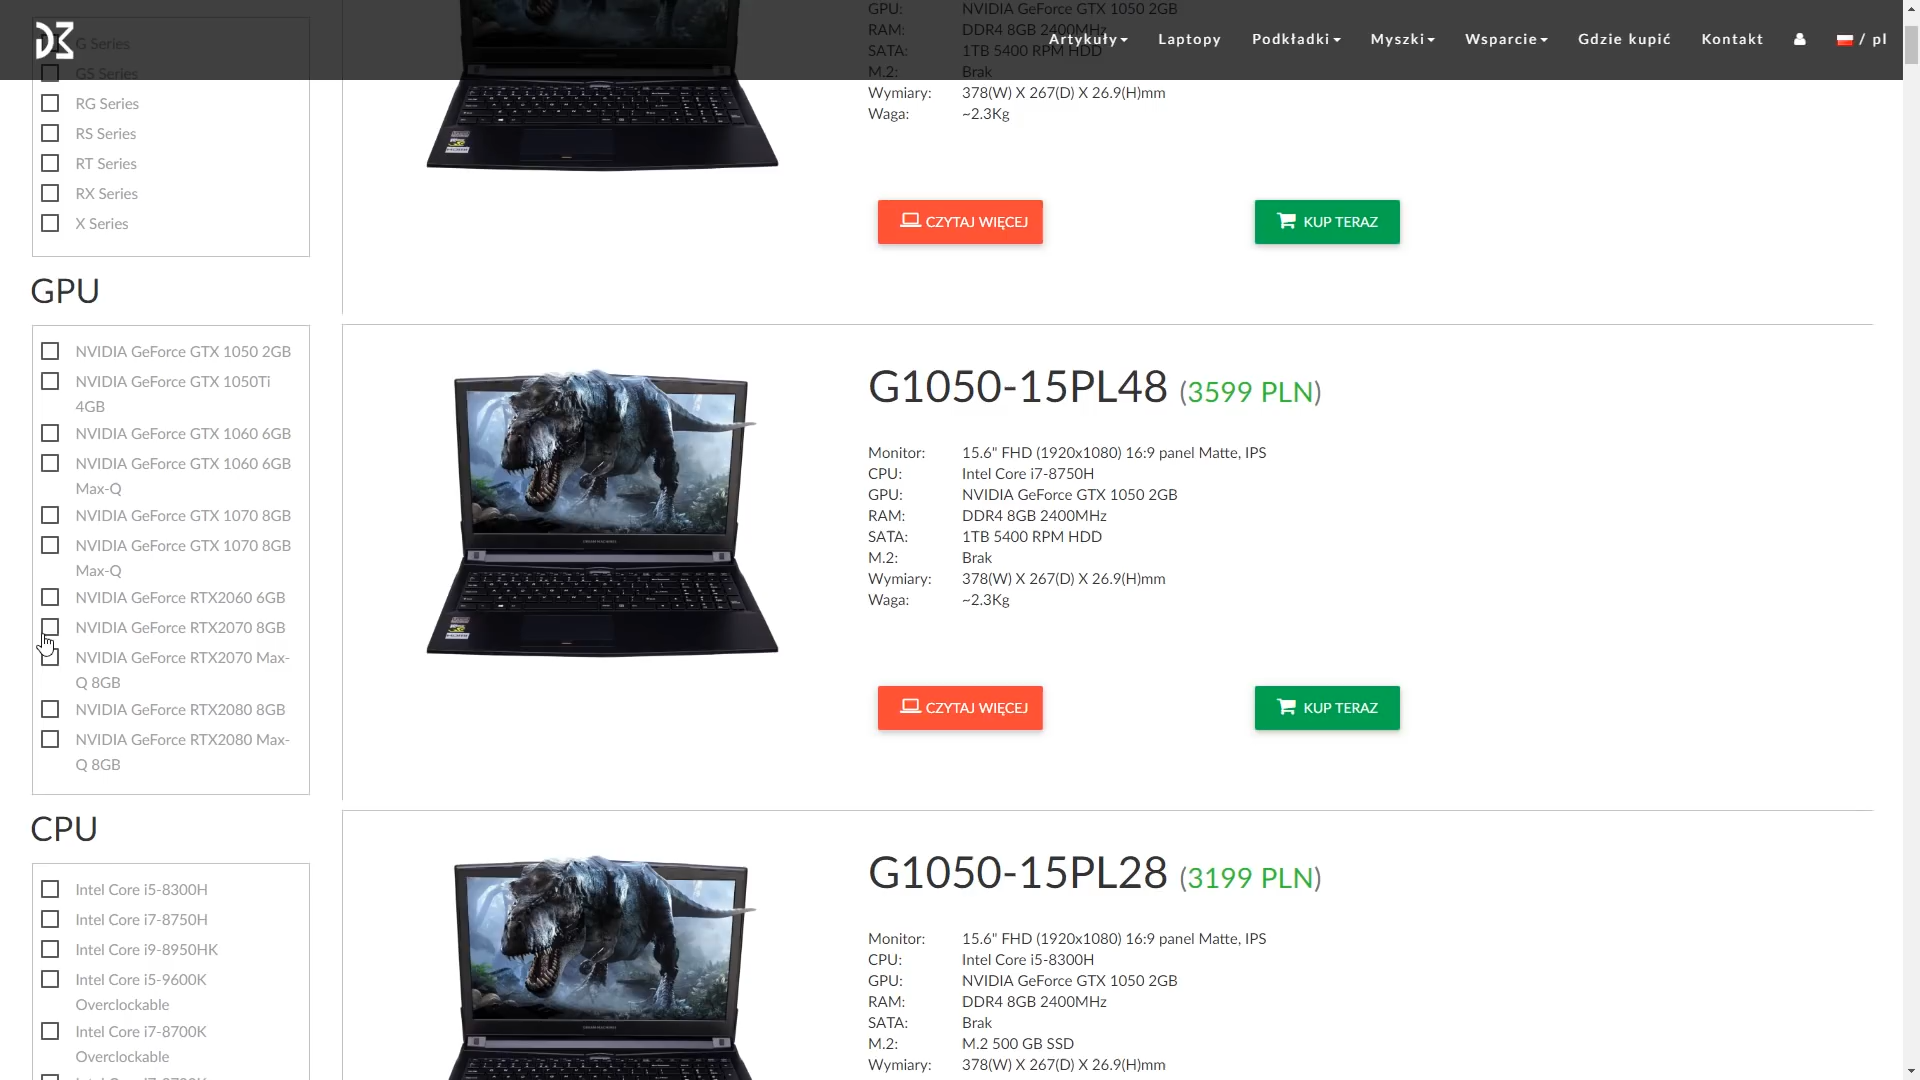 GPU: NVIDIA GeForce GTX 1050 2GB
G Series
RAM: DDR4 8GB 2400MHz
Artykuły Laptopy Podkładki Myszki Wsparcie Gdzie kupić Kontakt / pl
SATA: 1TB 5400 RPM HDD
GS Series
M.2: Brak
RG Series
Wymiary: 378(W) X 267(D) X 26.9(H)mm
Waga: ~2.3Kg
RS Series
RT Series
RX Series
X Series
CZYTAJ WIĘCEJ KUP TERAZ
GPU
NVIDIA GeForce GTX 1050 2GB
NVIDIA GeForce GTX 1050Ti
4GB
NVIDIA GeForce GTX 1060 6GB
NVIDIA GeForce GTX 1060 6GB
Max-Q
NVIDIA GeForce GTX 1070 8GB
NVIDIA GeForce GTX 1070 8GB
Max-Q
NVIDIA GeForce RTX2060 6GB
NVIDIA GeForce RTX2070 8GB
NVIDIA GeForce RTX2070 Max-
Q 8GB
NVIDIA GeForce RTX2080 8GB
NVIDIA GeForce RTX2080 Max-
Q 8GB
G1050-15PL48 (3599 PLN)
Monitor: 15.6" FHD (1920x1080) 16:9 panel Matte, IPS
CPU: Intel Core i7-8750H
GPU: NVIDIA GeForce GTX 1050 2GB
RAM: DDR4 8GB 2400MHz
SATA: 1TB 5400 RPM HDD
M.2: Brak
Wymiary: 378(W) X 267(D) X 26.9(H)mm
Waga: ~2.3Kg
CZYTAJ WIĘCEJ KUP TERAZ
CPU
Intel Core i5-8300H
Intel Core i7-8750H
Intel Core i9-8950HK
Intel Core i5-9600K
Overclockable
Intel Core i7-8700K
Overclockable
G1050-15PL28 (3199 PLN)
Monitor: 15.6" FHD (1920x1080) 16:9 panel Matte, IPS
CPU: Intel Core i5-8300H
GPU: NVIDIA GeForce GTX 1050 2GB
RAM: DDR4 8GB 2400MHz
SATA: Brak
M.2: M.2 500 GB SSD
Wymiary: 378(W) X 267(D) X 26.9(H)mm